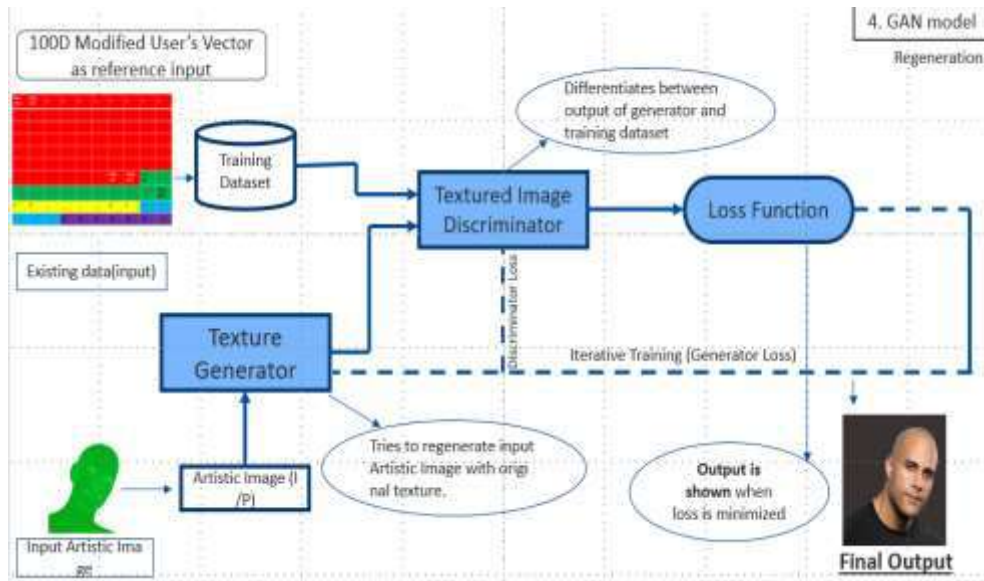 4. GAN model
Regeneration
100D Modified User's Vector
as reference input
Training
Dataset
Differentiates between
output of generator and
training dataset
Textured Image
Discriminator
Loss Function
Existing data(input)
Texture
Generator
Discriminator Loss
Iterative Training (Generator Loss)
Tries to regenerate input
Artistic Image with origi
nal texture.
Artistic Image (I
/P)
Input Artistic Ima
ge
Output is
shown when
loss is minimized
Final Output